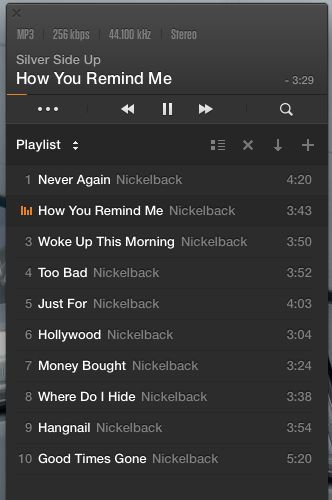 MP3 256 kbps 44.100 kHz Stereo
Silver Side Up
How You Remind Me - 3:29
Playlist
1 Never Again Nickelback 4:20
How You Remind Me Nickelback 3:43
3 Woke Up This Morning Nickelback 3:50
4 Too Bad Nickelback 3:52
5 Just For Nickelback 4:03
6 Hollywood Nickelback 3:04
7 Money Bought Nickelback 3:24
8 Where Do I Hide Nickelback 3:38
9 Hangnail Nickelback 3:54
10 Good Times Gone Nickelback 5:20